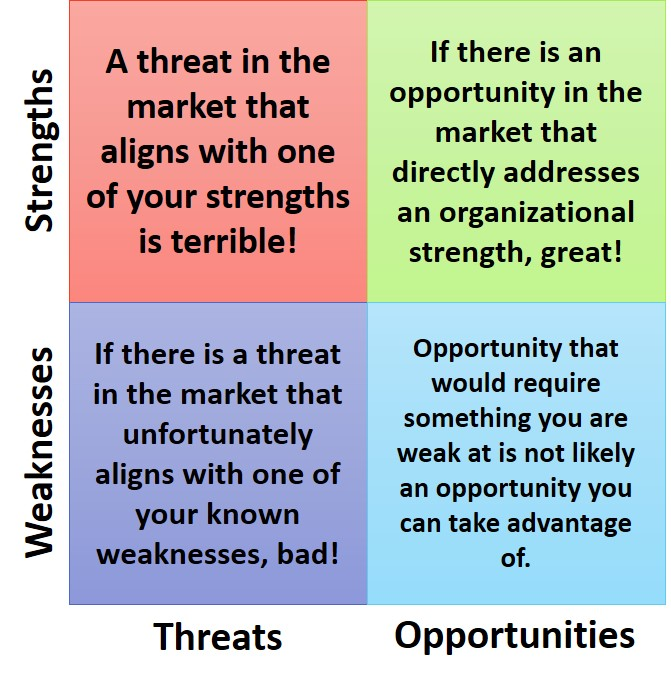 Strengths
A threat in the
market that
aligns with one
of your strengths
is terrible!
If there is an
opportunity in the
market that
directly addresses
an organizational
strength, great!
Weaknesses
If there is a threat
in the market that
unfortunately
aligns with one of
your known
weaknesses, bad!
Opportunity that
would require
something you are
weak at is not likely
an opportunity you
can take advantage
of.
Threats
Opportunities